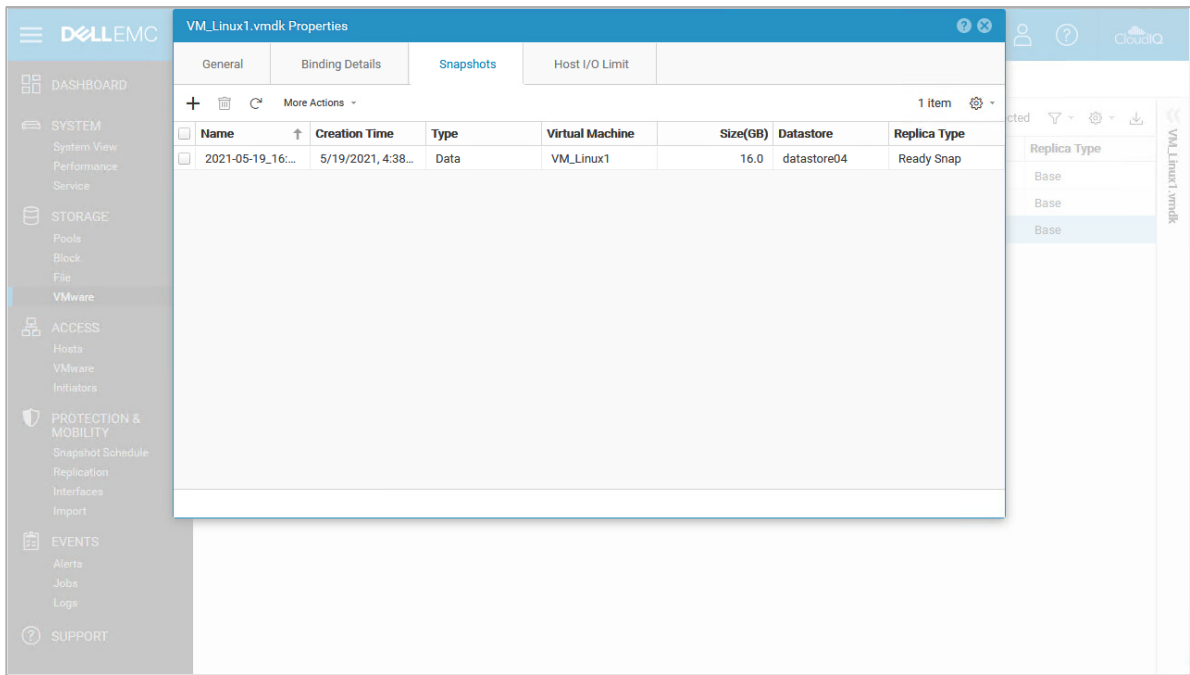 DELLEMC
CloudIQ
DASHBOARD
SYSTEM
System View
Performance
Service
STORAGE
Pools
Block
File
VMware
ACCESS
Hosts
VMware
Initiators
PROTECTION &
MOBILITY
Snapshot Schedule
Replication
Interfaces
Import
EVENTS
Alerts
Jobs
Logs
SUPPORT
VM_Linux1.vmdk Properties
General Binding Details Snapshots Host I/O Limit
More Actions 1 item
Name Creation Time Type Virtual Machine Size(GB) Datastore Replica Type
2021-05-19_16:... 5/19/2021, 4:38... Data VM_Linux1 16.0 datastore04 Ready Snap
cted
Replica Type
Base
Base
Base
VM_Linux1.vmdk